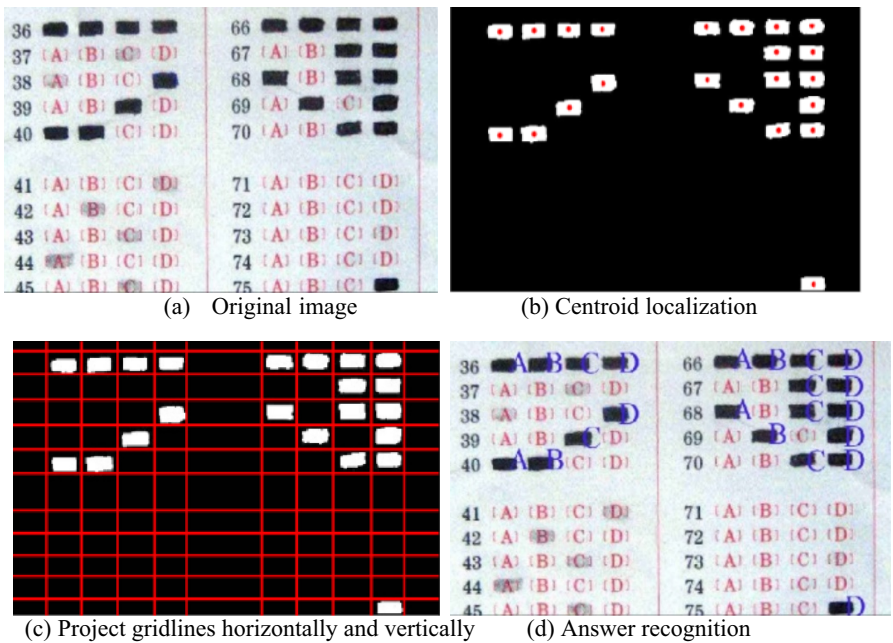 36 66
37 [A] [B] [C] [D] 67 [A] [B]
38 [A] [B] [C] 68 [B]
39 [A] [B] [D] 69 [A] [C]
40 [C] [D] 70 [A] [B]
41 [A] [B] [C] [D] 71 [A] [B] [C] [D]
42 [A] [B] [C] [D] 72 [A] [B] [C] [D]
43 [A] [B] [C] [D] 73 [A] [B] [C] [D]
44 [A] [B] [C] [D] 74 [A] [B] [C] [D]
45 [A] [B] [C] [D] 75 [A] [B] [C]
(a) Original image
(b) Centroid localization
(c) Project gridlines horizontally and vertically
36 A B C D 66 A B C D
37 [A] [B] [C] [D] 67 [A] [B] C D
38 [A] [B] [C] D 68 A [B] C D
39 [A] [B] C [D] 69 [A] B [C] D
40 A B [C] [D] 70 [A] [B] C D
41 [A] [B] [C] [D] 71 [A] [B] [C] [D]
42 [A] [B] [C] [D] 72 [A] [B] [C] [D]
43 [A] [B] [C] [D] 73 [A] [B] [C] [D]
44 [A] [B] [C] [D] 74 [A] [B] [C] [D]
45 [A] [B] [C] [D] 75 [A] [B] [C] D
(d) Answer recognition